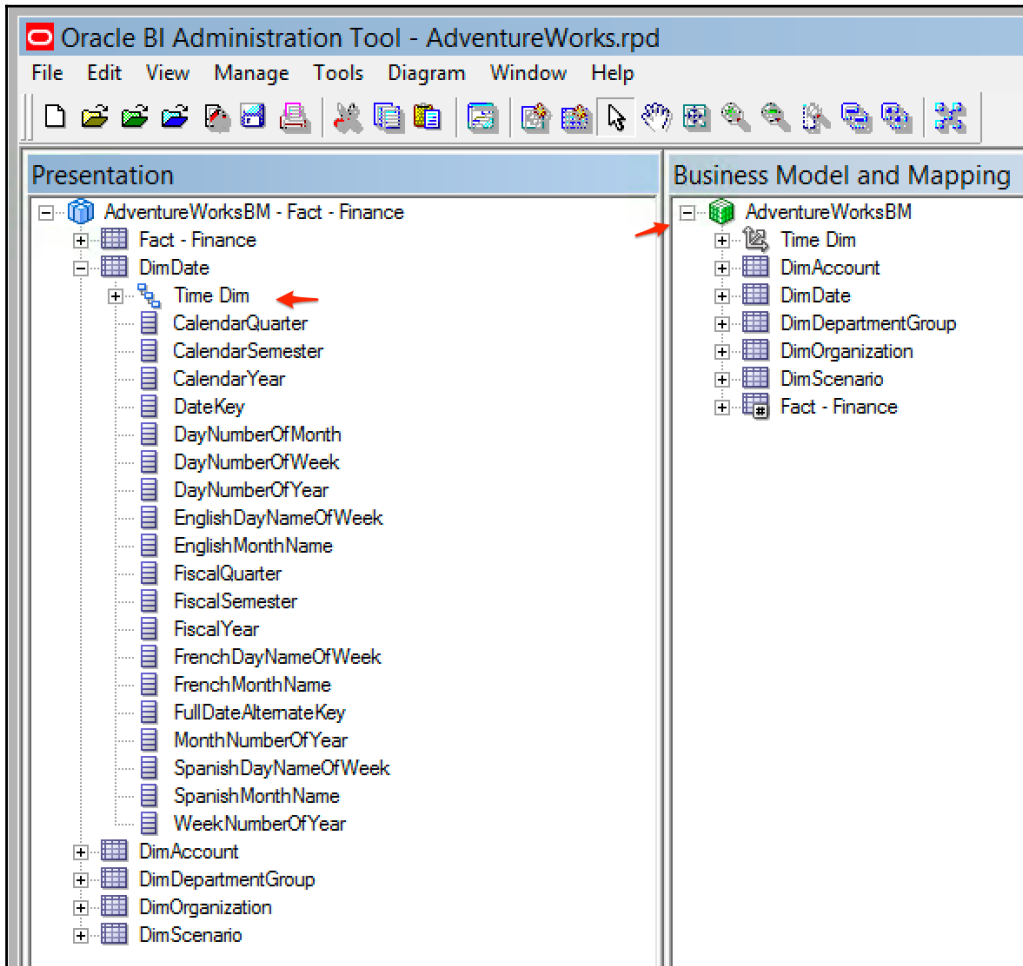 Oracle BI Administration Tool - AdventureWorks.rpd
File Edit View Manage Tools Diagram Window Help
Presentation
AdventureWorksBM - Fact - Finance
Fact - Finance
DimDate
Time Dim
CalendarQuarter
CalendarSemester
CalendarYear
DateKey
DayNumberOfMonth
DayNumberOfWeek
DayNumberOfYear
EnglishDayNameOfWeek
EnglishMonthName
FiscalQuarter
FiscalSemester
FiscalYear
FrenchDayNameOfWeek
FrenchMonthName
FullDateAlternateKey
MonthNumberOfYear
SpanishDayNameOfWeek
SpanishMonthName
WeekNumberOfYear
DimAccount
DimDepartmentGroup
DimOrganization
DimScenario
Business Model and Mapping
AdventureWorksBM
Time Dim
DimAccount
DimDate
DimDepartmentGroup
DimOrganization
DimScenario
Fact - Finance